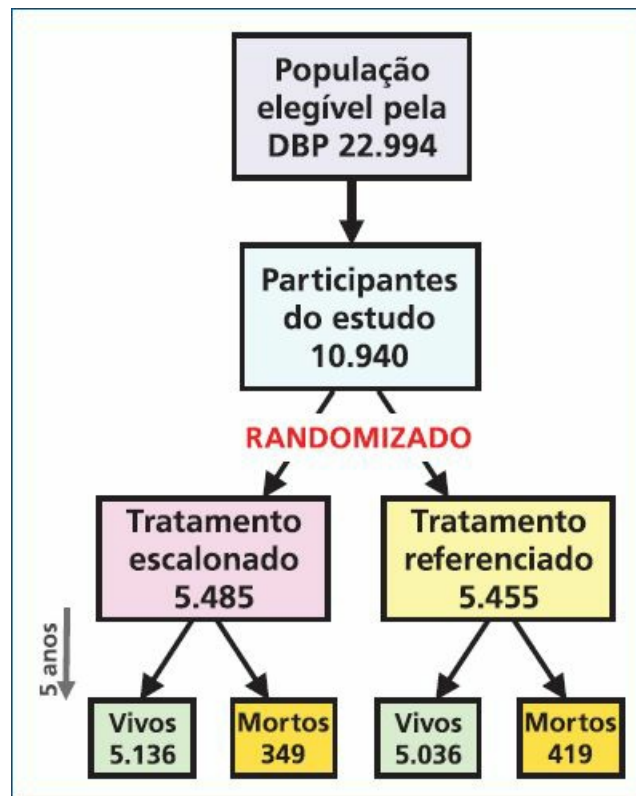 População
elegível pela
DBP 22.994
Participantes
do estudo
10.940
RANDOMIZADO
Tratamento
escalonado
5.485
Tratamento
referenciado
5.455
5 anos
Vivos
5.136
Mortos
349
Vivos
5.036
Mortos
419